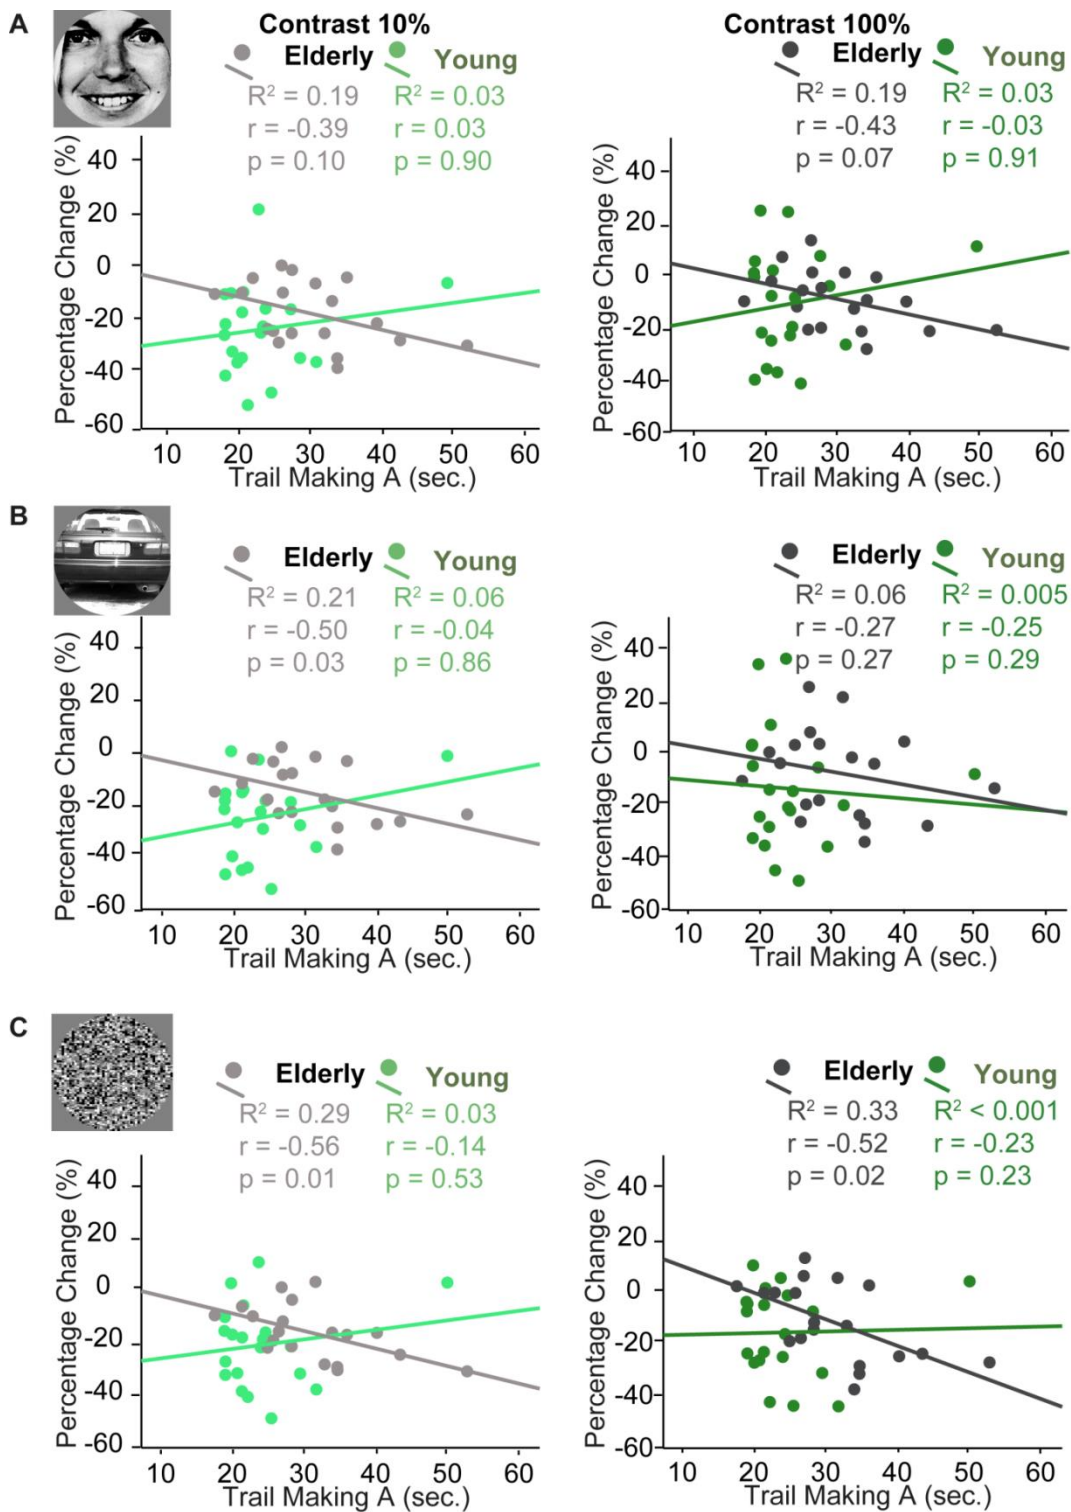 A
Contrast 10%
Contrast 100%
Elderly Young
R² = 0.19 R² = 0.03
r = -0.39 r = 0.03
p = 0.10 p = 0.90
Percentage Change (%)
40
20
0
-20
-40
-60
10 20 30 40 50 60
Trail Making A (sec.)
Elderly Young
R² = 0.19 R² = 0.03
r = -0.43 r = -0.03
p = 0.07 p = 0.91
Percentage Change (%)
40
20
0
-20
-40
-60
10 20 30 40 50 60
Trail Making A (sec.)
B
Elderly Young
R² = 0.21 R² = 0.06
r = -0.50 r = -0.04
p = 0.03 p = 0.86
Percentage Change (%)
40
20
0
-20
-40
-60
10 20 30 40 50 60
Trail Making A (sec.)
Elderly Young
R² = 0.06 R² = 0.005
r = -0.27 r = -0.25
p = 0.27 p = 0.29
Percentage Change (%)
40
20
0
-20
-40
-60
10 20 30 40 50 60
Trail Making A (sec.)
C
Elderly Young
R² = 0.29 R² = 0.03
r = -0.56 r = -0.14
p = 0.01 p = 0.53
Percentage Change (%)
40
20
0
-20
-40
-60
10 20 30 40 50 60
Trail Making A (sec.)
Elderly Young
R² = 0.33 R² < 0.001
r = -0.52 r = -0.23
p = 0.02 p = 0.23
Percentage Change (%)
40
20
0
-20
-40
-60
10 20 30 40 50 60
Trail Making A (sec.)